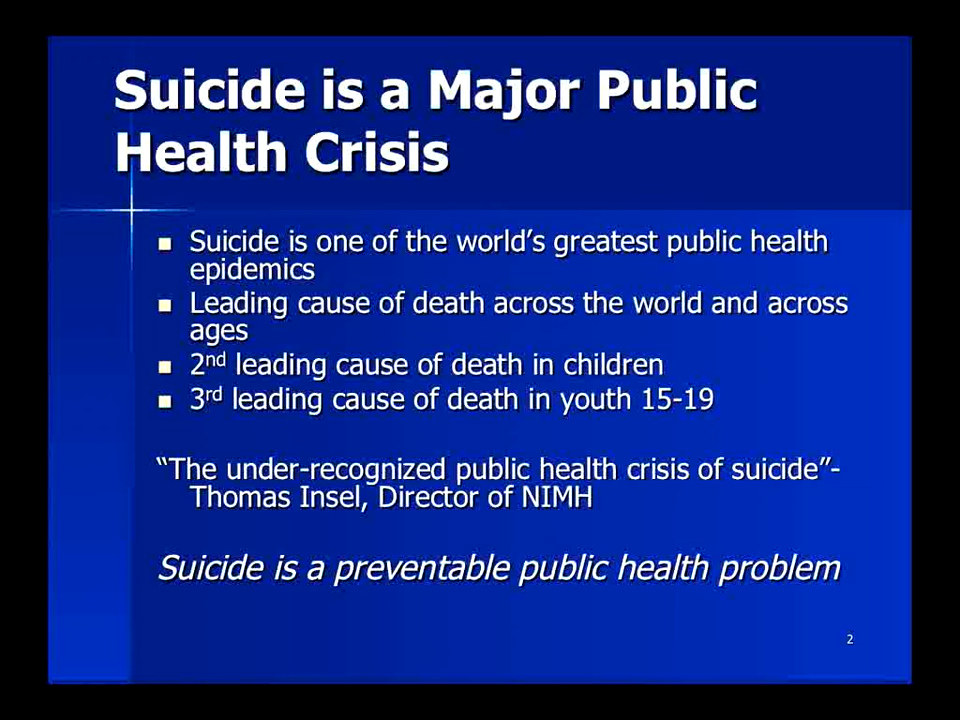 Suicide is a Major Public
Health Crisis
Suicide is one of the world's greatest public health
epidemics
Leading cause of death across the world and across
ages
2nd leading cause of death in children
3rd leading cause of death in youth 15-19
“The under-recognized public health crisis of suicide”-
Thomas Insel, Director of NIMH
Suicide is a preventable public health problem
2